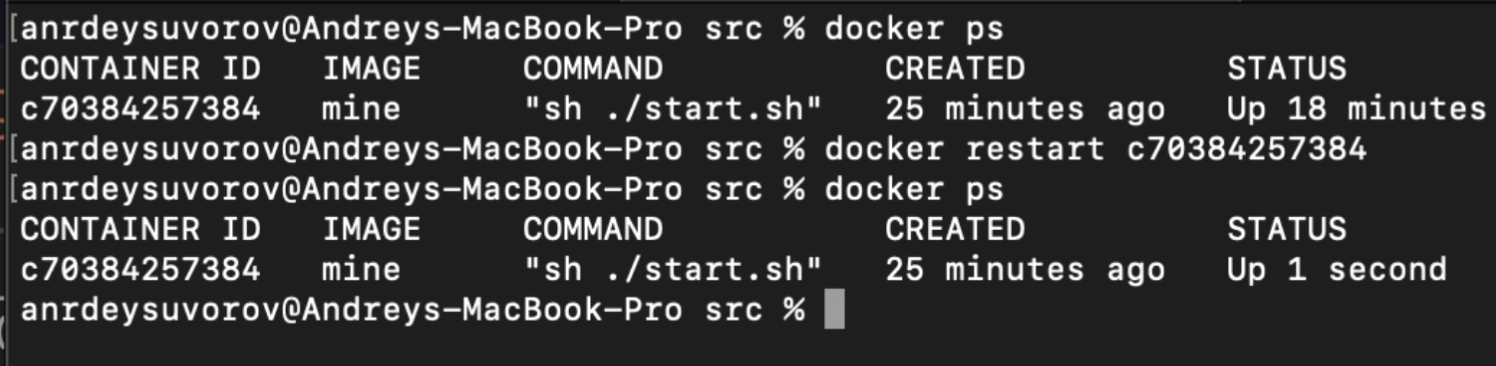 [anrdeysuvorov@Andreys-MacBook-Pro src % docker ps
CONTAINER ID   IMAGE     COMMAND           CREATED          STATUS
c70384257384   mine      "sh ./start.sh"   25 minutes ago   Up 18 minutes
[anrdeysuvorov@Andreys-MacBook-Pro src % docker restart c70384257384
[anrdeysuvorov@Andreys-MacBook-Pro src % docker ps
CONTAINER ID   IMAGE     COMMAND           CREATED          STATUS
c70384257384   mine      "sh ./start.sh"   25 minutes ago   Up 1 second
anrdeysuvorov@Andreys-MacBook-Pro src %